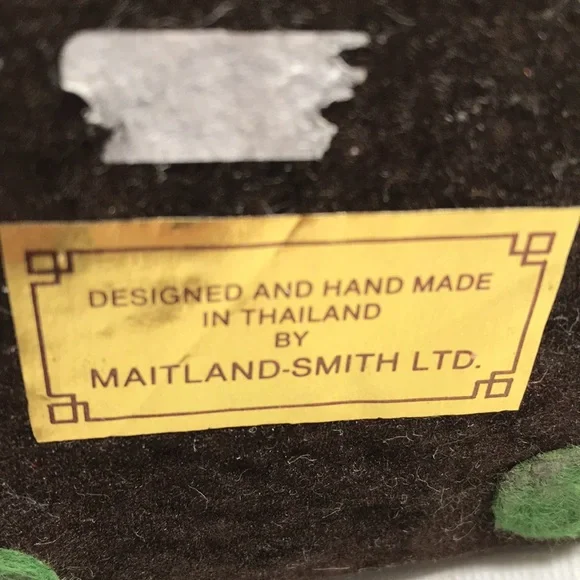 DESIGNED AND HAND MADE
IN THAILAND
BY
MAITLAND-SMITH LTD.